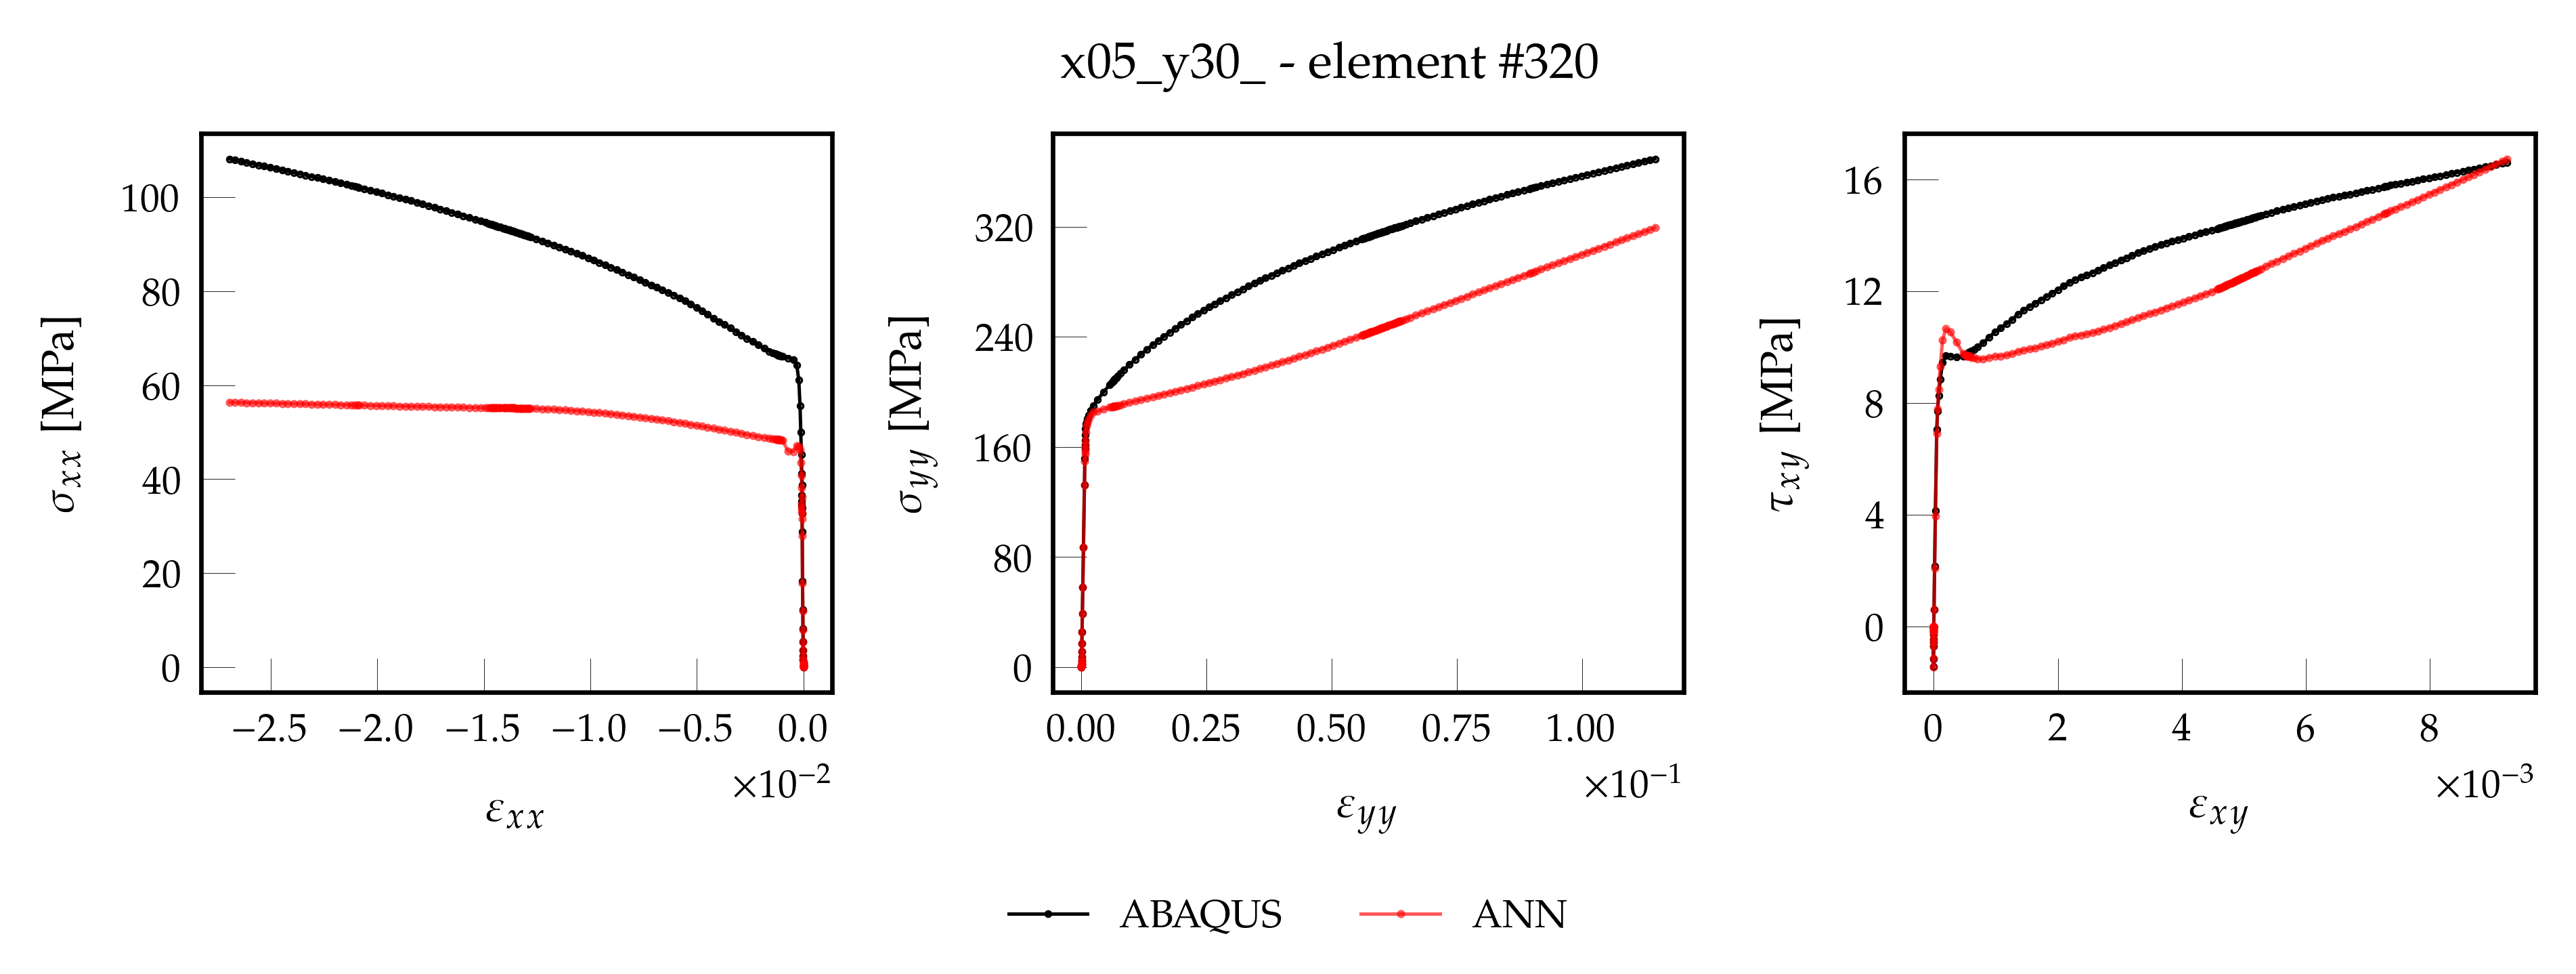 x05_y30_ - element #320
σxx [MPa]
100
80
60
40
20
0
−2.5 −2.0 −1.5 −1.0 −0.5 0.0
×10−2
εxx
σyy [MPa]
320
240
160
80
0
0.00 0.25 0.50 0.75 1.00
×10−1
εyy
τxy [MPa]
16
12
8
4
0
0 2 4 6 8
×10−3
εxy
ABAQUS ANN